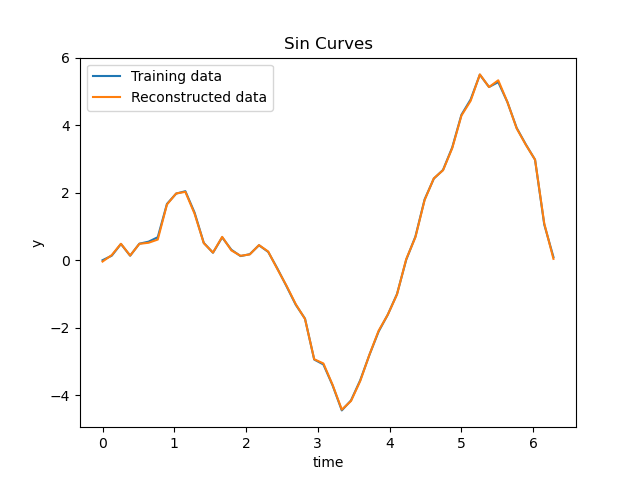 Sin Curves
Training data
Reconstructed data
6
4
2
0
−2
−4
y
0 1 2 3 4 5 6
time